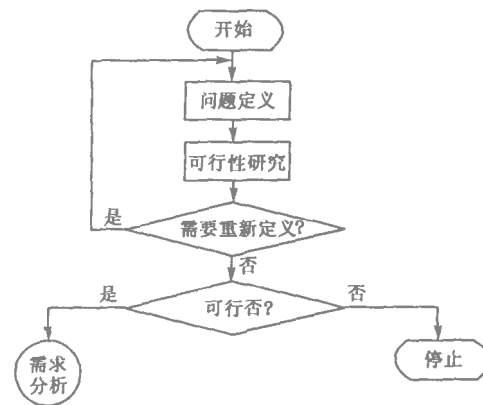 开始
问题定义
可行性研究
是
需要重新定义?
否
是
可行否?
否
需求
分析
停止